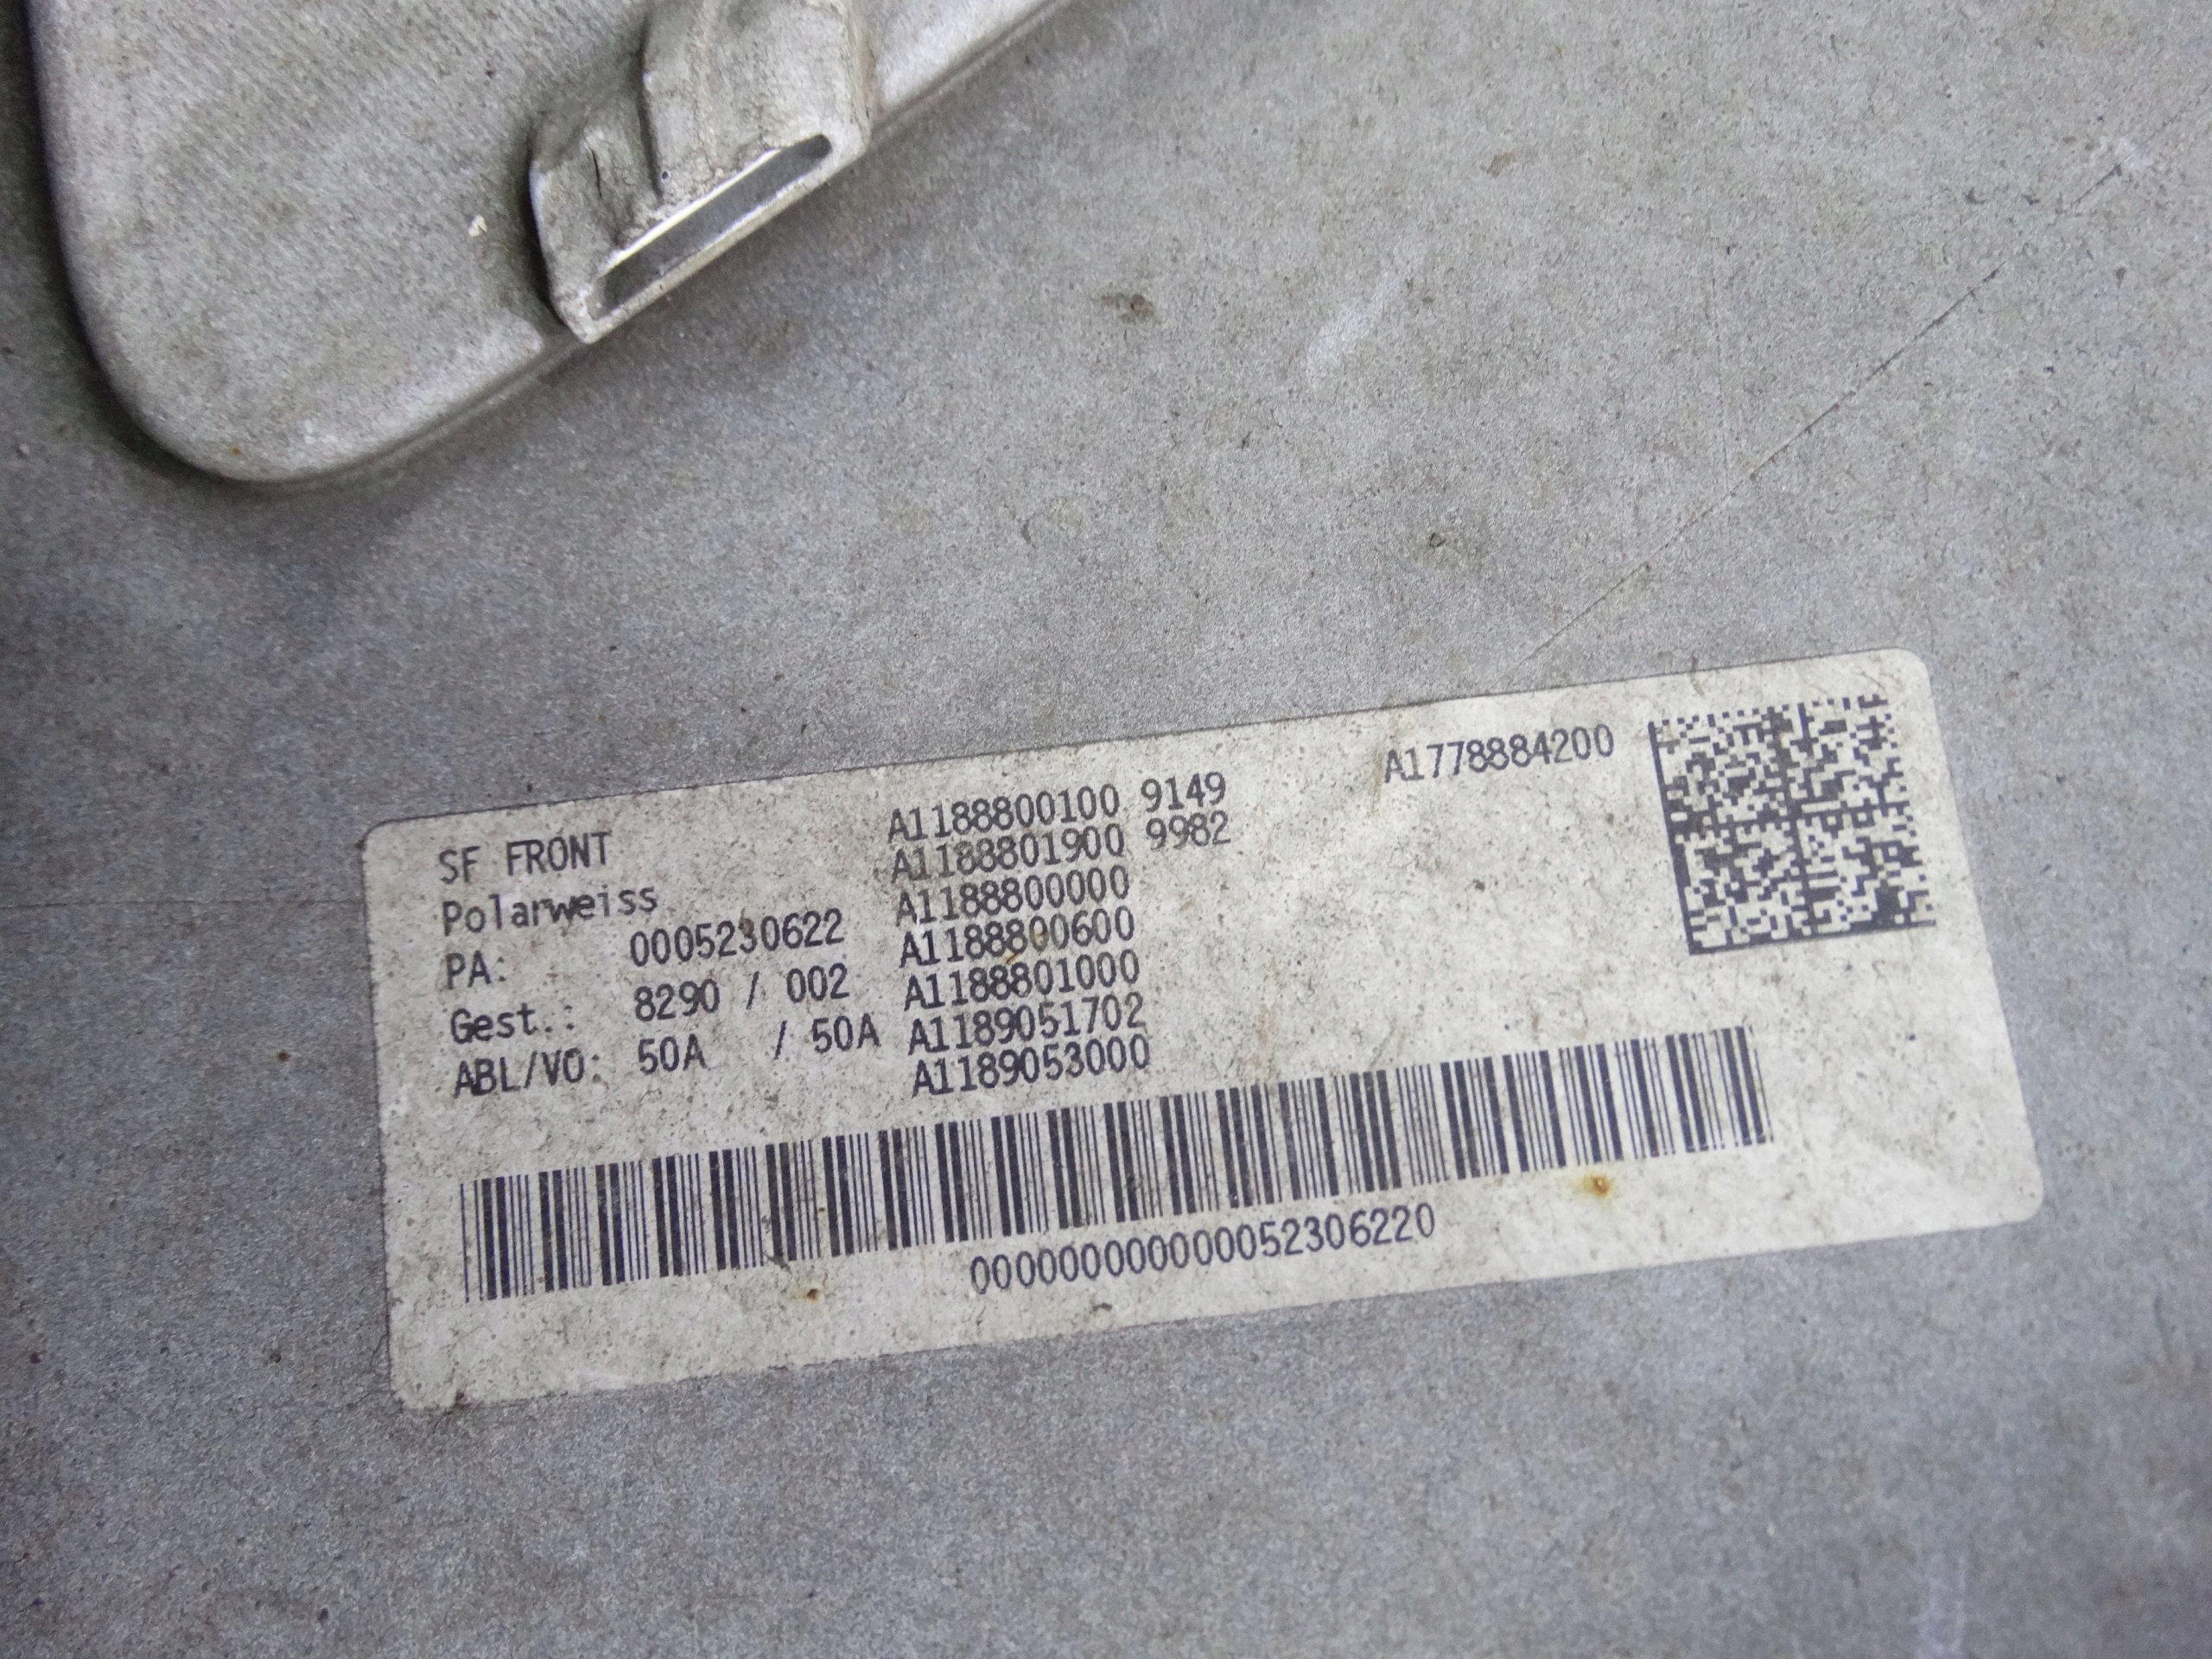 SF FRONT
Polarweiss
PA: 0005230622
Gest.: 8290 / 002
ABL/VO: 50A / 50A
A1188800100 9149
A1188801900 9982
A1188800000
A1188800600
A1188801000
A1189051702
A1189053000
A1778884200
000000000000052306220